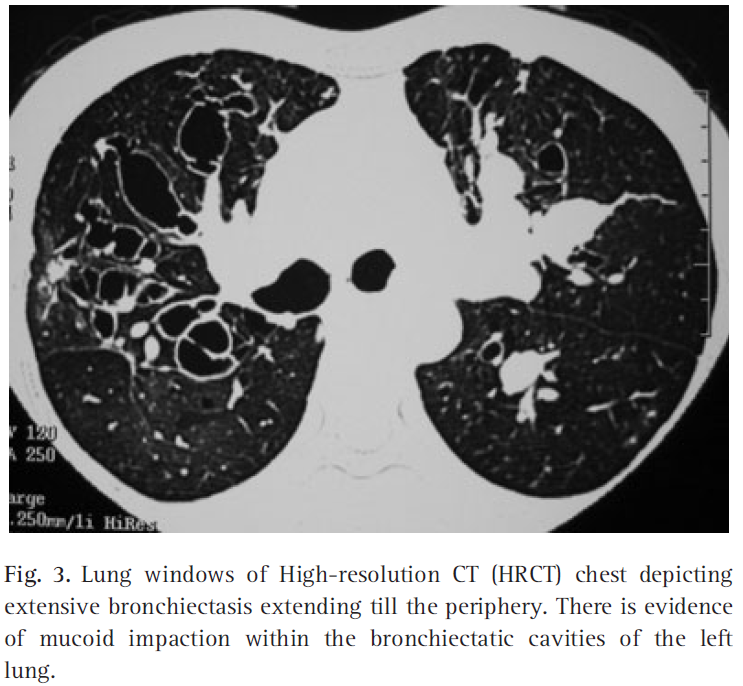 V 120
A 250
arge
.250mm/1i HiRes
Fig. 3. Lung windows of High-resolution CT (HRCT) chest depicting
extensive bronchiectasis extending till the periphery. There is evidence
of mucoid impaction within the bronchiectatic cavities of the left
lung.